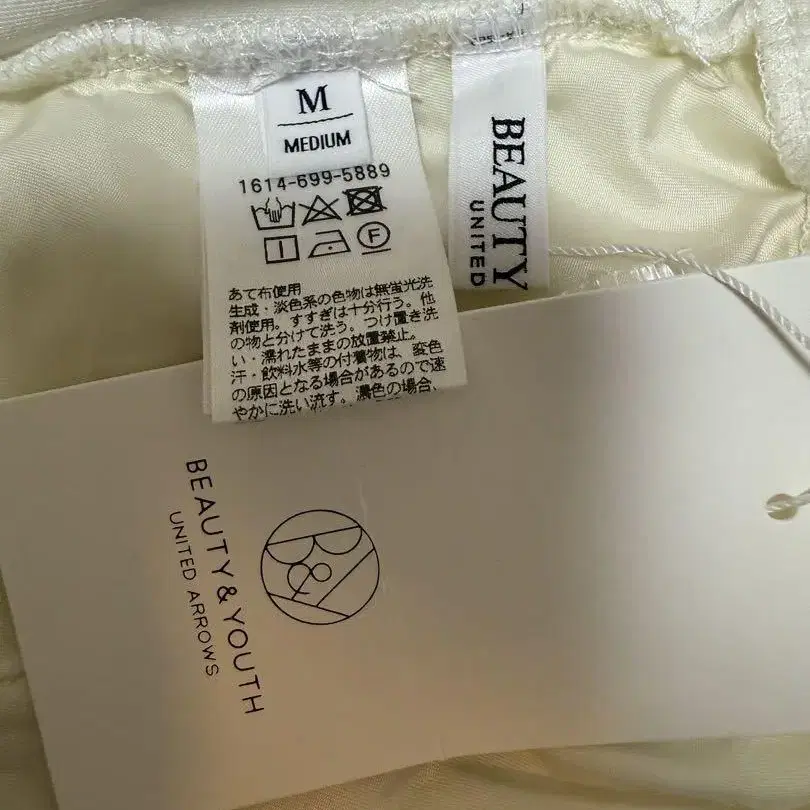 M
MEDIUM
1614-699-5889
F
あて布使用
生成・淡色系の色物は無蛍光洗
剤使用。すすぎは十分行う。他
の物と分けて洗う。つけ置き洗
い・濡れたままの放置禁止。
汗・飲料水等の付着物は、変色
の原因となる場合があるので速
やかに洗い流す。濃色の場合、
BEAUTY
UNITED
BEAUTY & YOUTH
UNITED ARROWS
B&Y